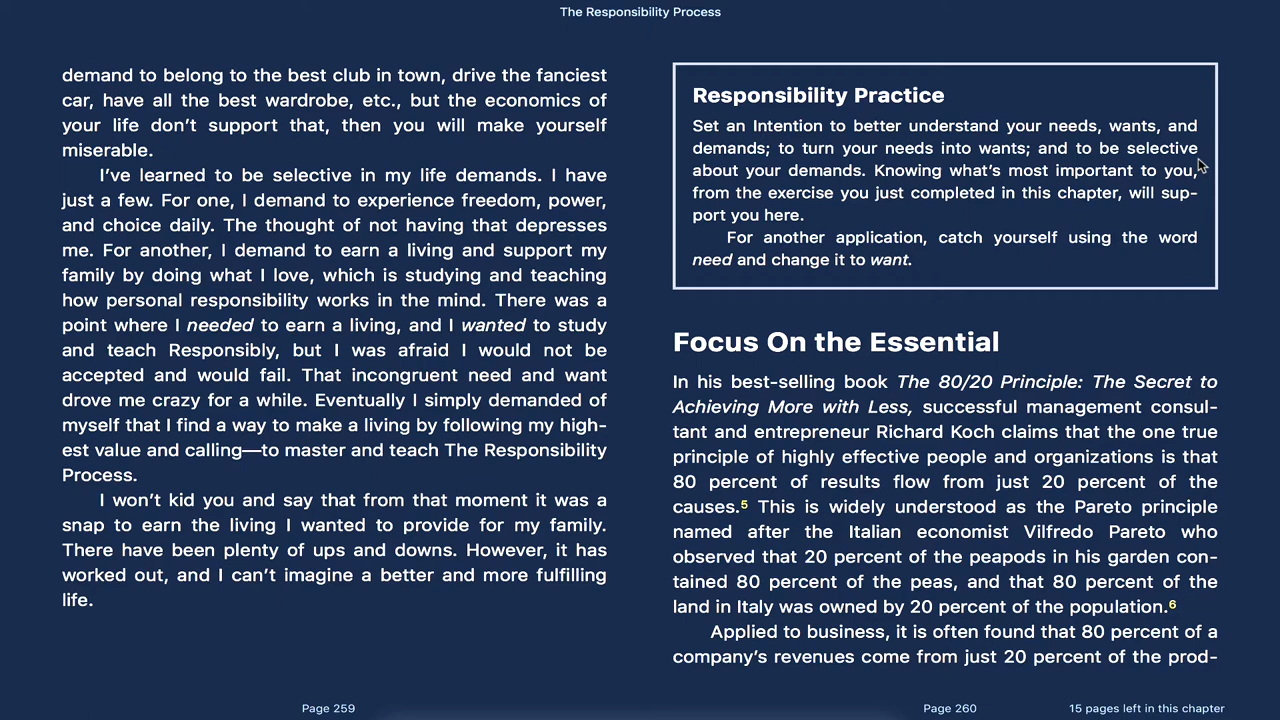 The Responsibility Process
demand to belong to the best club in town, drive the fanciest
car, have all the best wardrobe, etc., but the economics of
your life don’t support that, then you will make yourself
miserable.
I’ve learned to be selective in my life demands. I have
just a few. For one, I demand to experience freedom, power,
and choice daily. The thought of not having that depresses
me. For another, I demand to earn a living and support my
family by doing what I love, which is studying and teaching
how personal responsibility works in the mind. There was a
point where I needed to earn a living, and I wanted to study
and teach Responsibly, but I was afraid I would not be
accepted and would fail. That incongruent need and want
drove me crazy for a while. Eventually I simply demanded of
myself that I find a way to make a living by following my high-
est value and calling—to master and teach The Responsibility
Process.
I won’t kid you and say that from that moment it was a
snap to earn the living I wanted to provide for my family.
There have been plenty of ups and downs. However, it has
worked out, and I can’t imagine a better and more fulfilling
life.
Page 259
Responsibility Practice
Set an Intention to better understand your needs, wants, and
demands; to turn your needs into wants; and to be selective
about your demands. Knowing what’s most important to you,
from the exercise you just completed in this chapter, will sup-
port you here.
For another application, catch yourself using the word
need and change it to want.
Focus On the Essential
In his best-selling book The 80/20 Principle: The Secret to
Achieving More with Less, successful management consul-
tant and entrepreneur Richard Koch claims that the one true
principle of highly effective people and organizations is that
80 percent of results flow from just 20 percent of the
causes.5 This is widely understood as the Pareto principle
named after the Italian economist Vilfredo Pareto who
observed that 20 percent of the peapods in his garden con-
tained 80 percent of the peas, and that 80 percent of the
land in Italy was owned by 20 percent of the population.6
Applied to business, it is often found that 80 percent of a
company’s revenues come from just 20 percent of the prod-
Page 260
15 pages left in this chapter